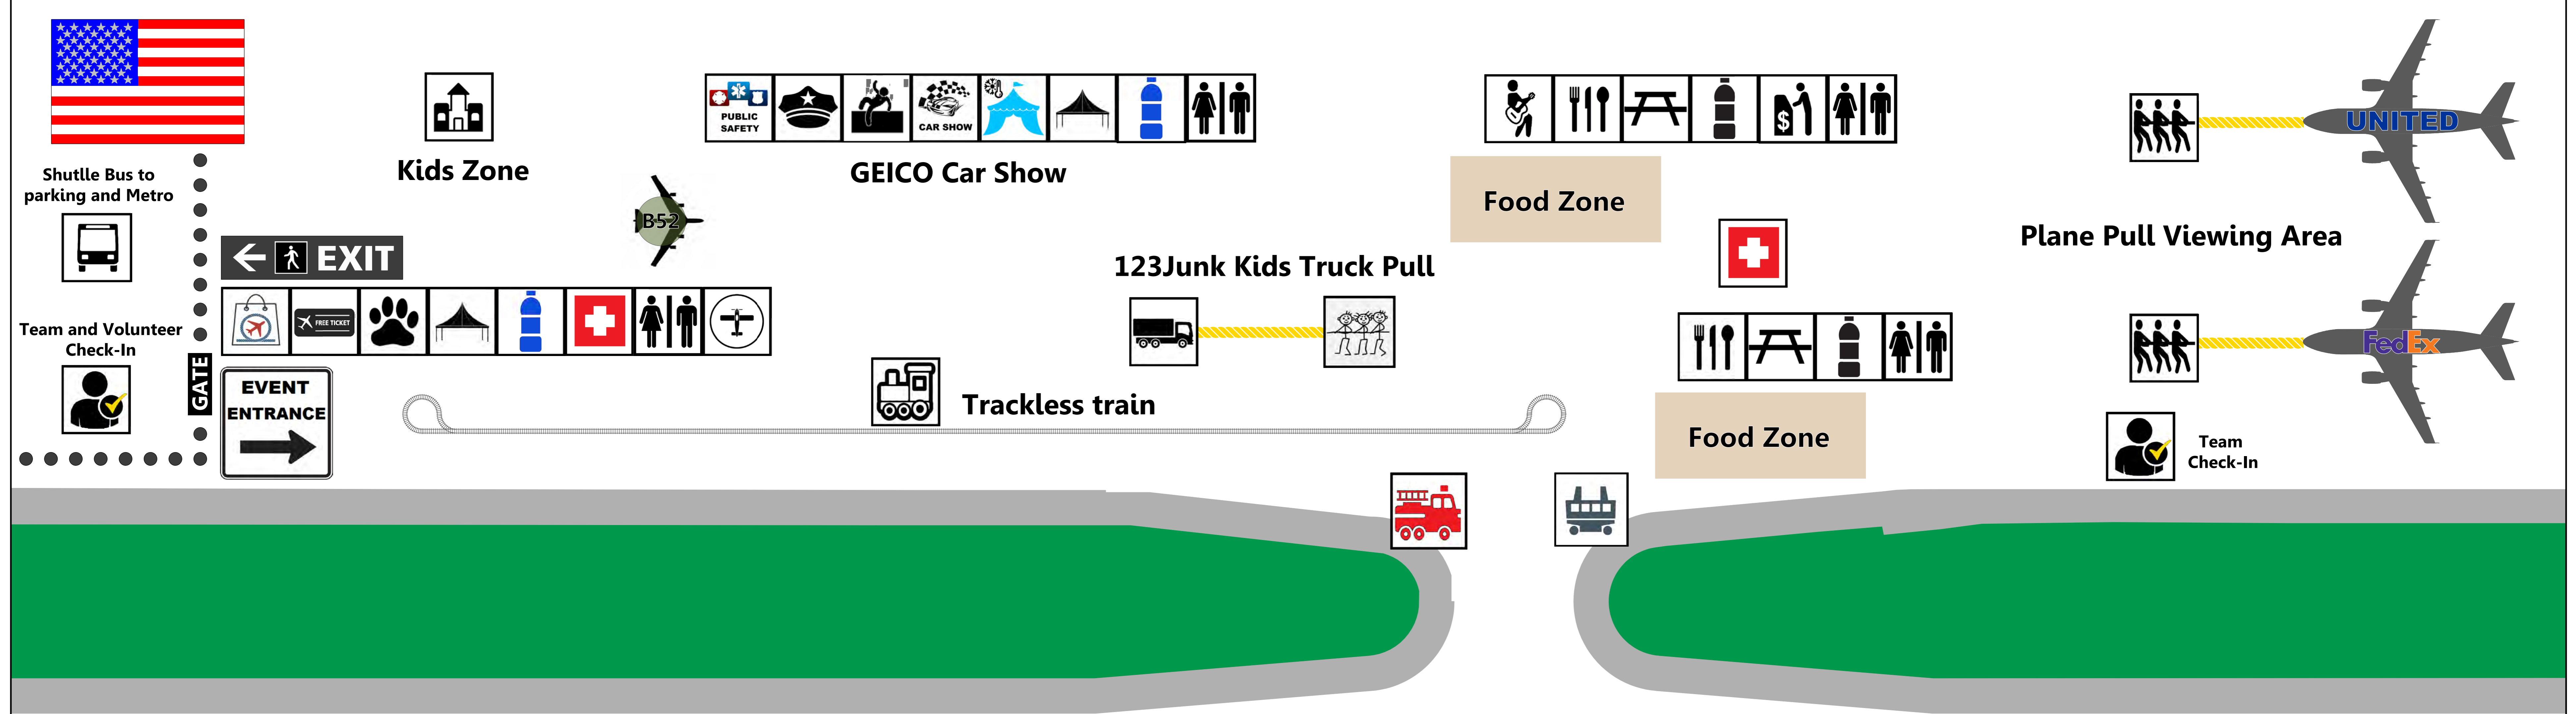 Shutlle Bus to
parking and Metro
Team and Volunteer
Check-In
GATE
EXIT
EVENT
ENTRANCE
FREE TICKET
Kids Zone
B52
PUBLIC
SAFETY
CAR SHOW
GEICO Car Show
Trackless train
123Junk Kids Truck Pull
$
Food Zone
Food Zone
Plane Pull Viewing Area
UNITED
FedEx
Team
Check-In